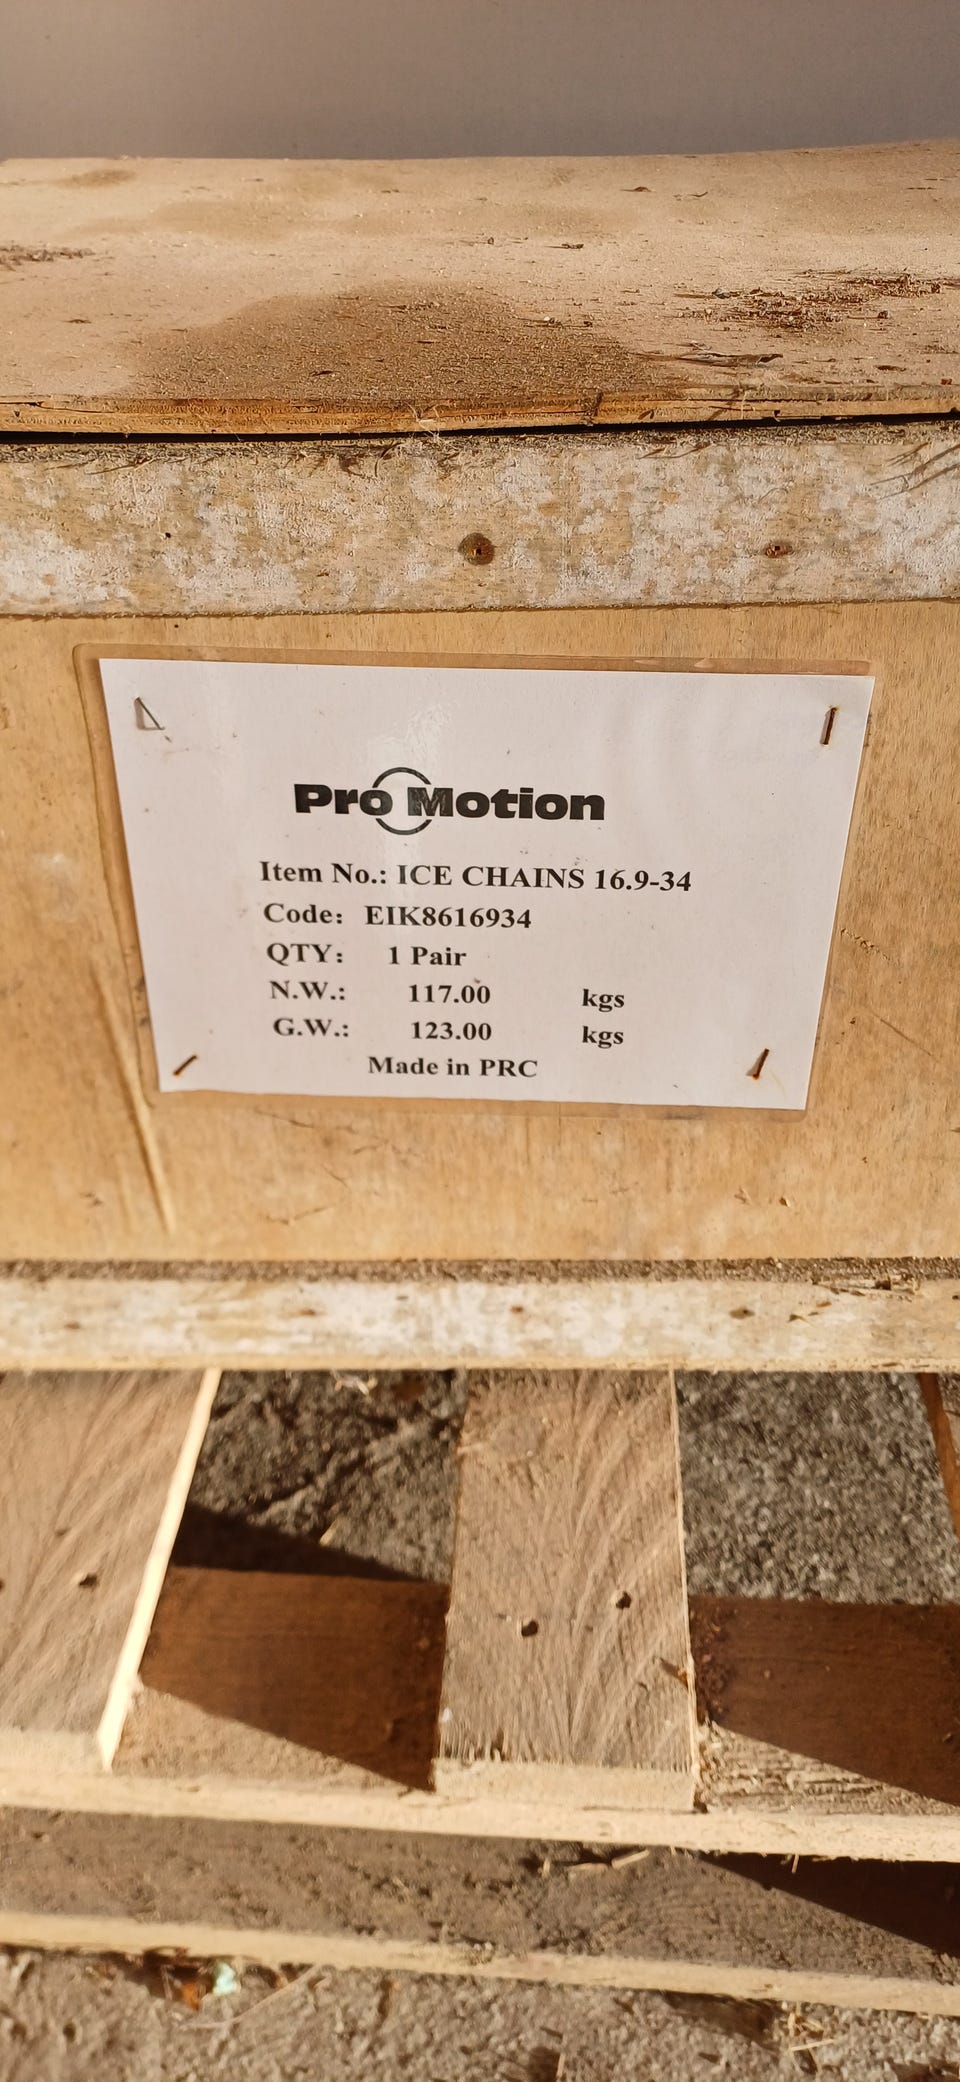 Pro Motion
Item No.: ICE CHAINS 16.9-34
Code: EIK8616934
QTY: 1 Pair
N.W.: 117.00 kgs
G.W.: 123.00 kgs
Made in PRC